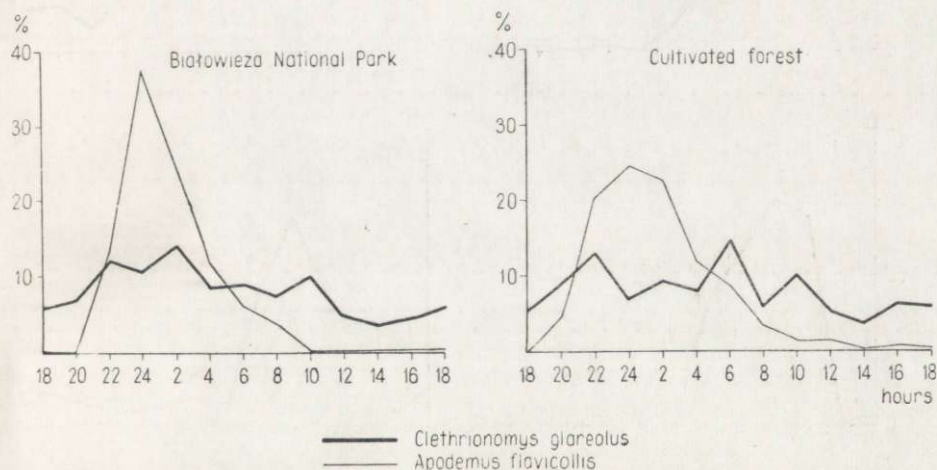 %
40
30
20
10
Białowieza National Park
18 20 22 24 2 4 6 8 10 12 14 16 18
%
40
30
20
10
Cultivated forest
18 20 22 24 2 4 6 8 10 12 14 16 18
hours
Clethrionomys glareolus
Apodemus flavicollis